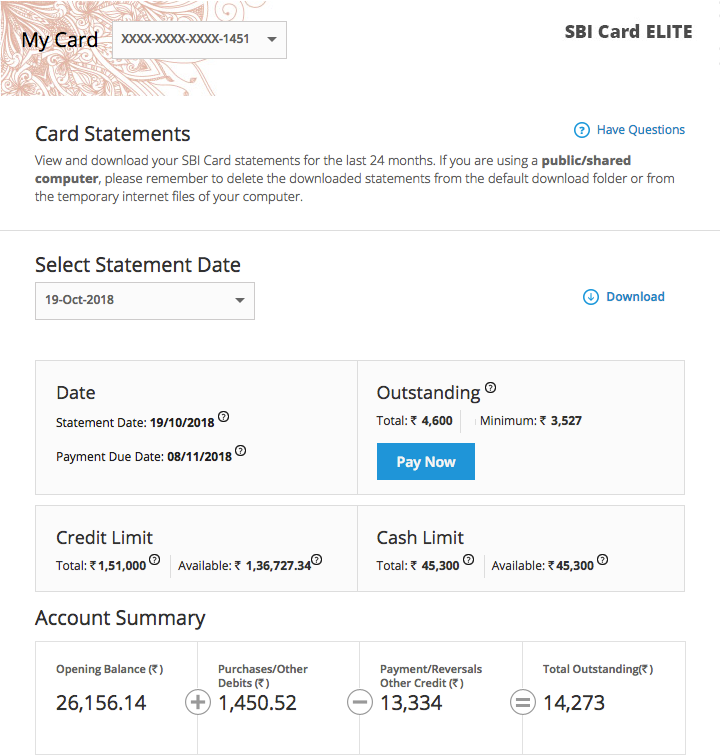 My Card XXXX-XXXX-XXXX-1451
SBI Card ELITE
Card Statements
? Have Questions
View and download your SBI Card statements for the last 24 months. If you are using a public/shared
computer, please remember to delete the downloaded statements from the default download folder or from
the temporary internet files of your computer.
Select Statement Date
19-Oct-2018
Download
Date
Statement Date: 19/10/2018 ?
Payment Due Date: 08/11/2018 ?
Outstanding ?
Total: ₹ 4,600 Minimum: ₹ 3,527
Pay Now
Credit Limit
Total: ₹ 1,51,000 ? Available: ₹ 1,36,727.34 ?
Cash Limit
Total: ₹ 45,300 ? Available: ₹ 45,300 ?
Account Summary
Opening Balance (₹)
26,156.14
+
Purchases/Other
Debits (₹)
1,450.52
−
Payment/Reversals
Other Credit (₹)
13,334
=
Total Outstanding(₹)
14,273